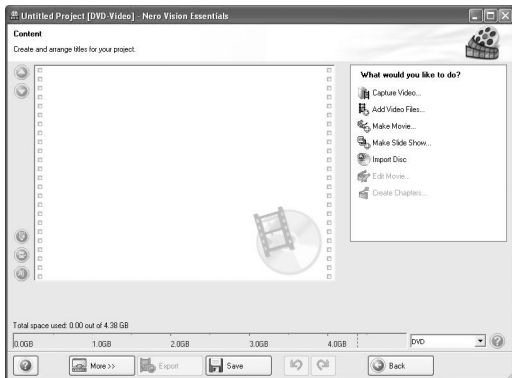 Untitled Project [DVD-Video] - Nero Vision Essentials
Content
Create and arrange titles for your project.
What would you like to do?
Capture Video...
Add Video Files...
Make Movie...
Make Slide Show...
Import Disc
Edit Movie...
Create Chapters...
Total space used: 0.00 out of 4.38 GB
0.0GB 1.0GB 2.0GB 3.0GB 4.0GB DVD
More >> Export Save Back